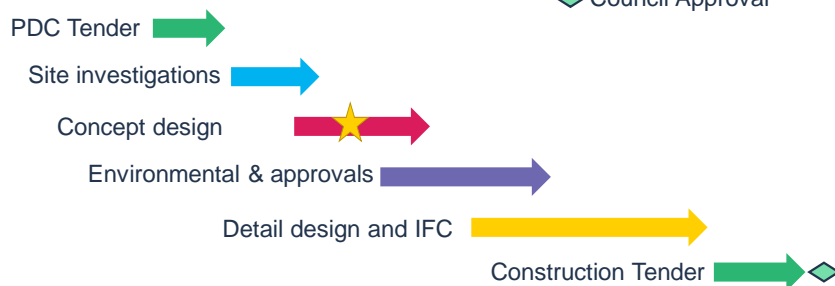 Council Approval
PDC Tender
Site investigations
Concept design
Environmental & approvals
Detail design and IFC
Construction Tender